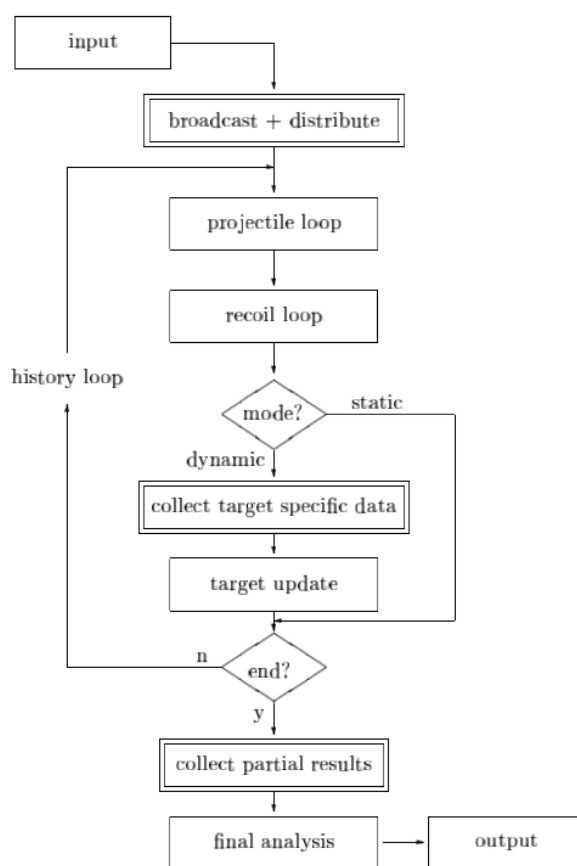 input
broadcast + distribute
projectile loop
recoil loop
history loop
mode?
static
dynamic
collect target specific data
target update
n
end?
y
collect partial results
final analysis
output